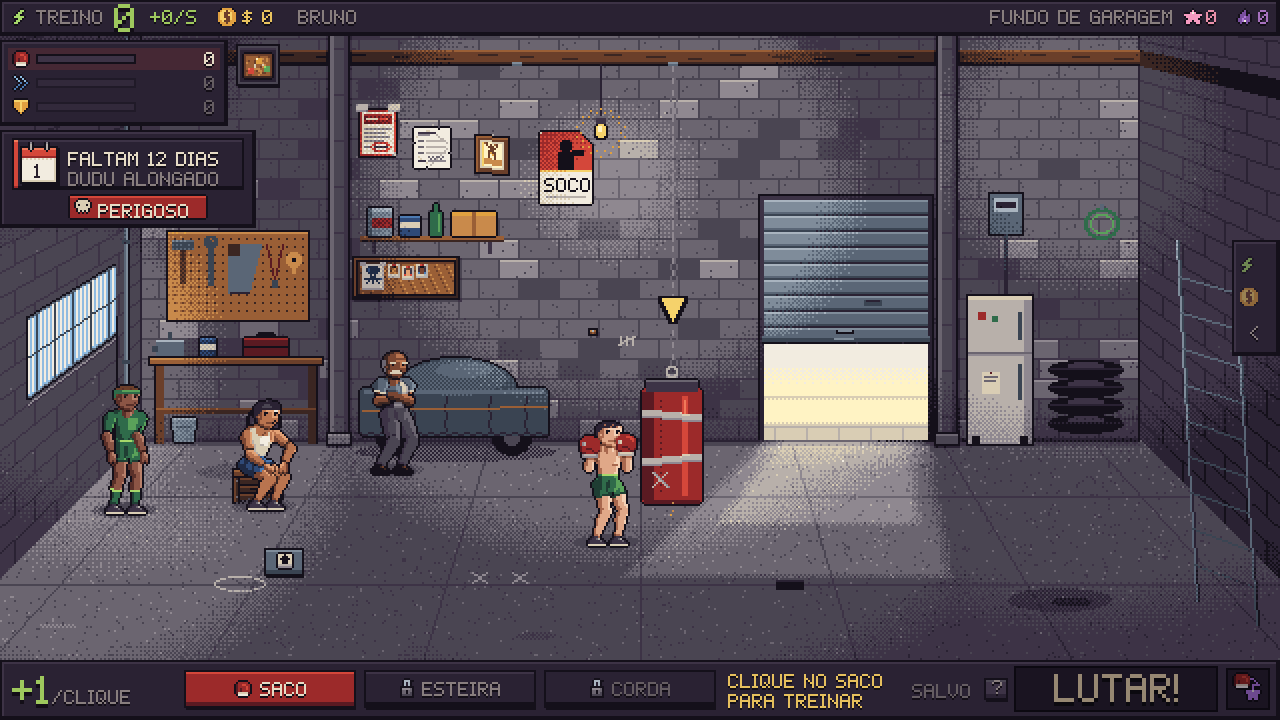 TREINO 0 +0/S $ 0 BRUNO FUNDO DE GARAGEM 0 0
0
0
0
1 FALTAM 12 DIAS
DUDU ALONGADO
PERIGOSO
SOCO
+1/CLIQUE
SACO
ESTEIRA
CORDA
CLIQUE NO SACO
PARA TREINAR
SALVO
?
LUTAR!